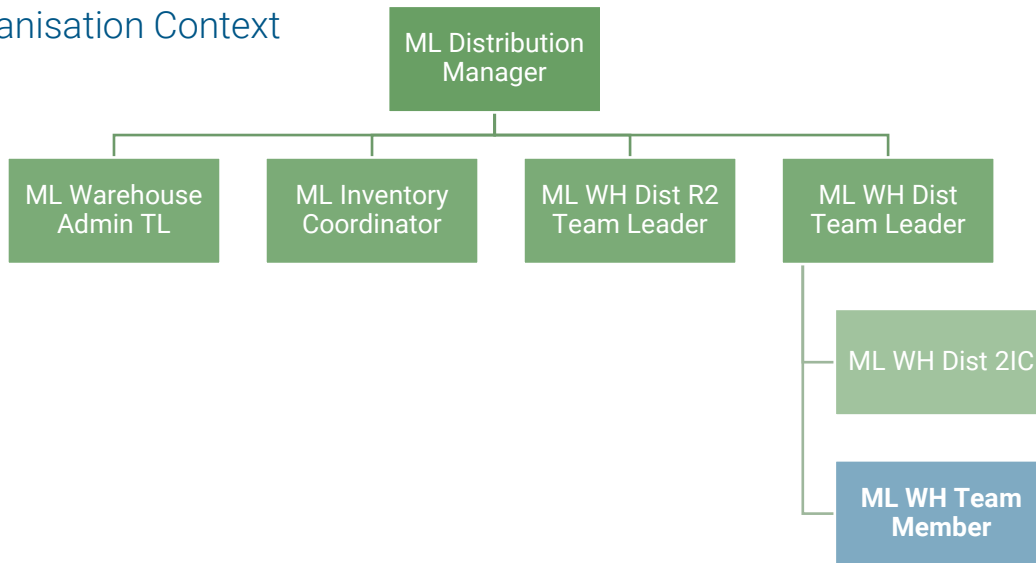 anisation Context
ML Distribution
Manager
ML Warehouse
Admin TL
ML Inventory
Coordinator
ML WH Dist R2
Team Leader
ML WH Dist
Team Leader
ML WH Dist 2IC
ML WH Team
Member